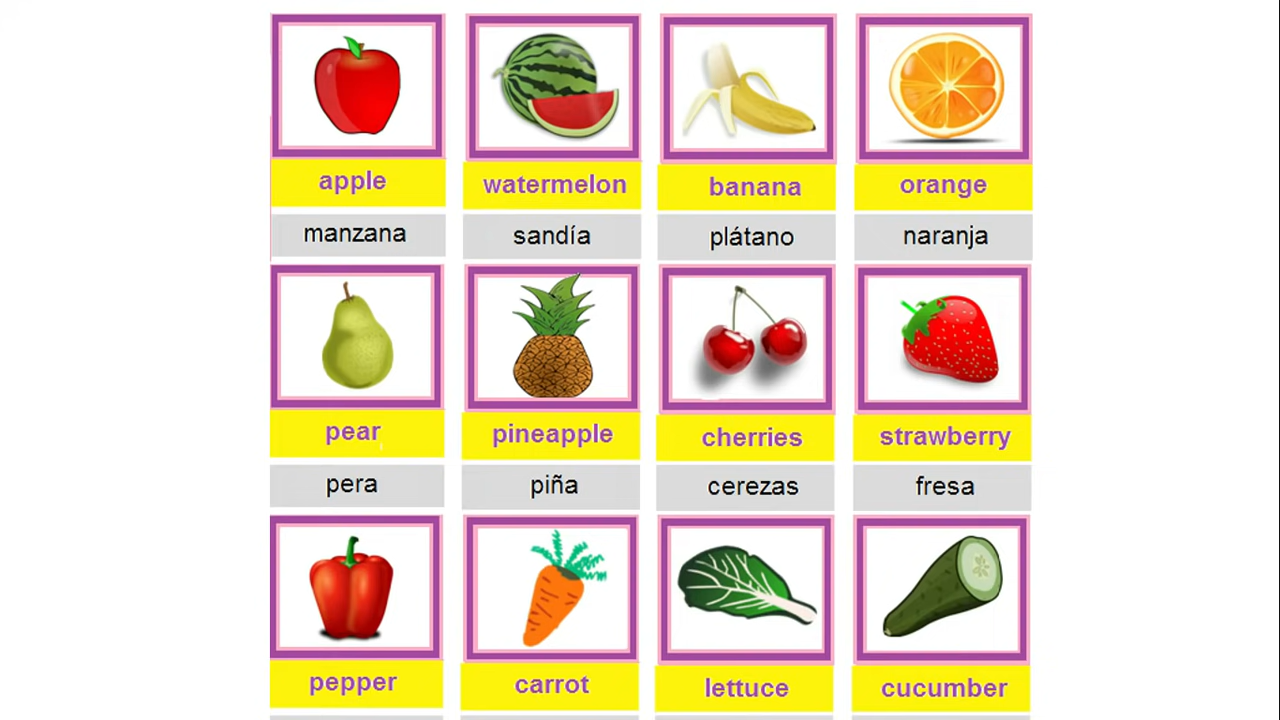 apple watermelon banana orange
manzana sandía plátano naranja
pear pineapple cherries strawberry
pera piña cerezas fresa
pepper carrot lettuce cucumber